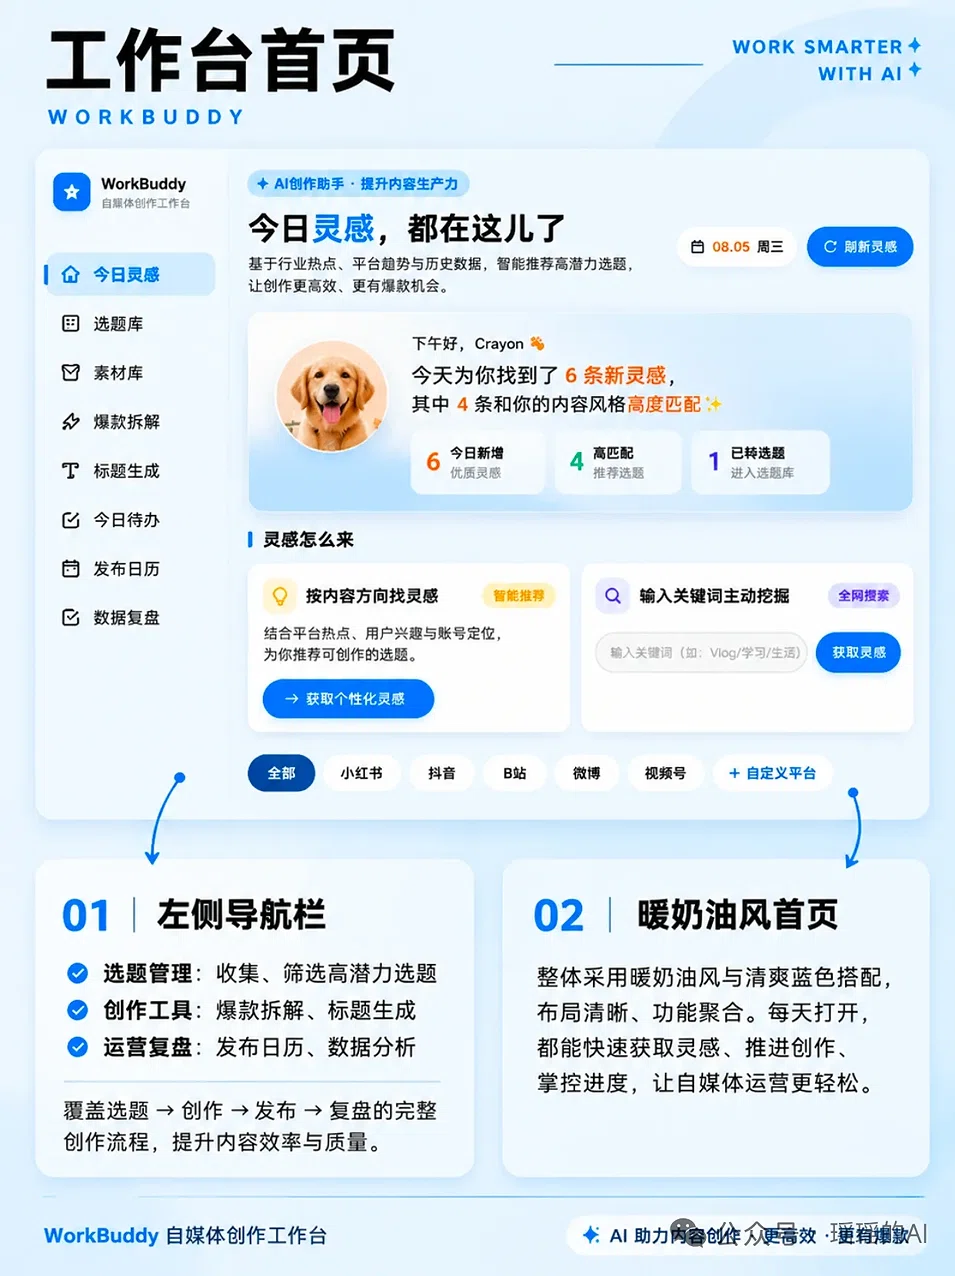 工作台首页
WORKBUDDY
WORK SMARTER
WITH AI
WorkBuddy
自媒体创作工作台
今日灵感
选题库
素材库
爆款拆解
标题生成
今日待办
发布日历
数据复盘
AI创作助手 · 提升内容生产力
今日灵感，都在这儿了
基于行业热点、平台趋势与历史数据，智能推荐高潜力选题，
让创作更高效、更有爆款机会。
08.05 周三
刷新灵感
下午好，Crayon
今天为你找到了 6 条新灵感，
其中 4 条和你的内容风格高度匹配✨
6 今日新增
优质灵感
4 高匹配
推荐选题
1 已转选题
进入选题库
灵感怎么来
按内容方向找灵感
智能推荐
结合平台热点、用户兴趣与账号定位，
为你推荐可创作的选题。
→ 获取个性化灵感
输入关键词主动挖掘
全网搜索
输入关键词（如：Vlog/学习/生活）
获取灵感
全部
小红书
抖音
B站
微博
视频号
+ 自定义平台
01 左侧导航栏
选题管理：收集、筛选高潜力选题
创作工具：爆款拆解、标题生成
运营复盘：发布日历、数据分析
覆盖选题 → 创作 → 发布 → 复盘的完整
创作流程，提升内容效率与质量。
02 暖奶油风首页
整体采用暖奶油风与清爽蓝色搭配，
布局清晰、功能聚合。每天打开，
都能快速获取灵感、推进创作、
掌控进度，让自媒体运营更轻松。
WorkBuddy 自媒体创作工作台
AI 助力内容创作 · 更高效 · 更有爆款
公众号 · 瑶瑶的AI